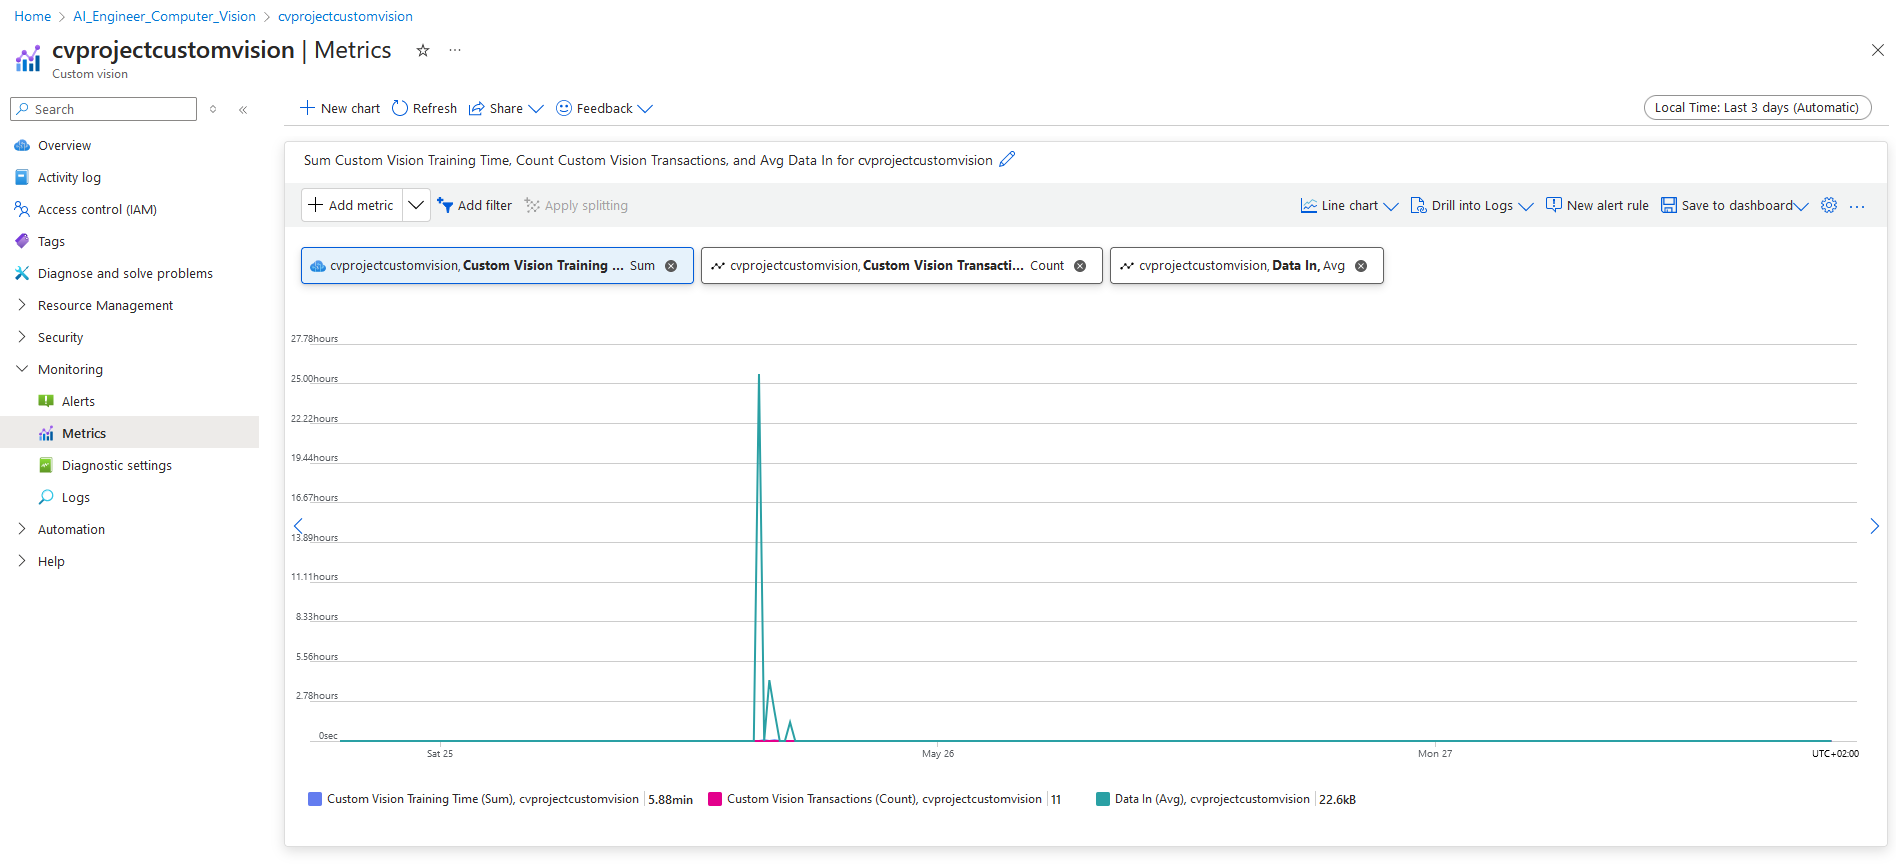 Home > AI_Engineer_Computer_Vision > cvprojectcustomvision
cvprojectcustomvision | Metrics
Custom vision
Search
Overview
Activity log
Access control (IAM)
Tags
Diagnose and solve problems
Resource Management
Security
Monitoring
Alerts
Metrics
Diagnostic settings
Logs
Automation
Help
New chart Refresh Share Feedback Local Time: Last 3 days (Automatic)
Sum Custom Vision Training Time, Count Custom Vision Transactions, and Avg Data In for cvprojectcustomvision
Add metric Add filter Apply splitting Line chart Drill into Logs New alert rule Save to dashboard
cvprojectcustomvision, Custom Vision Training ... Sum cvprojectcustomvision, Custom Vision Transacti... Count cvprojectcustomvision, Data In, Avg
27.78hours
25.00hours
22.22hours
19.44hours
16.67hours
13.89hours
11.11hours
8.33hours
5.56hours
2.78hours
0sec
Sat 25 May 26 Mon 27 UTC+02:00
Custom Vision Training Time (Sum), cvprojectcustomvision 5.88min Custom Vision Transactions (Count), cvprojectcustomvision 11 Data In (Avg), cvprojectcustomvision 22.6kB